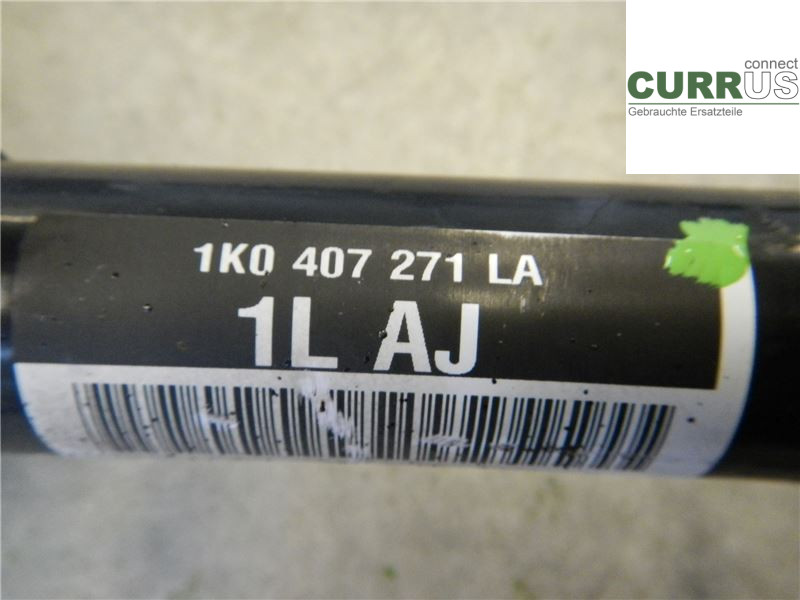 connect
CURRUS
Gebrauchte Ersatzteile
1K0 407 271 LA
1L AJ